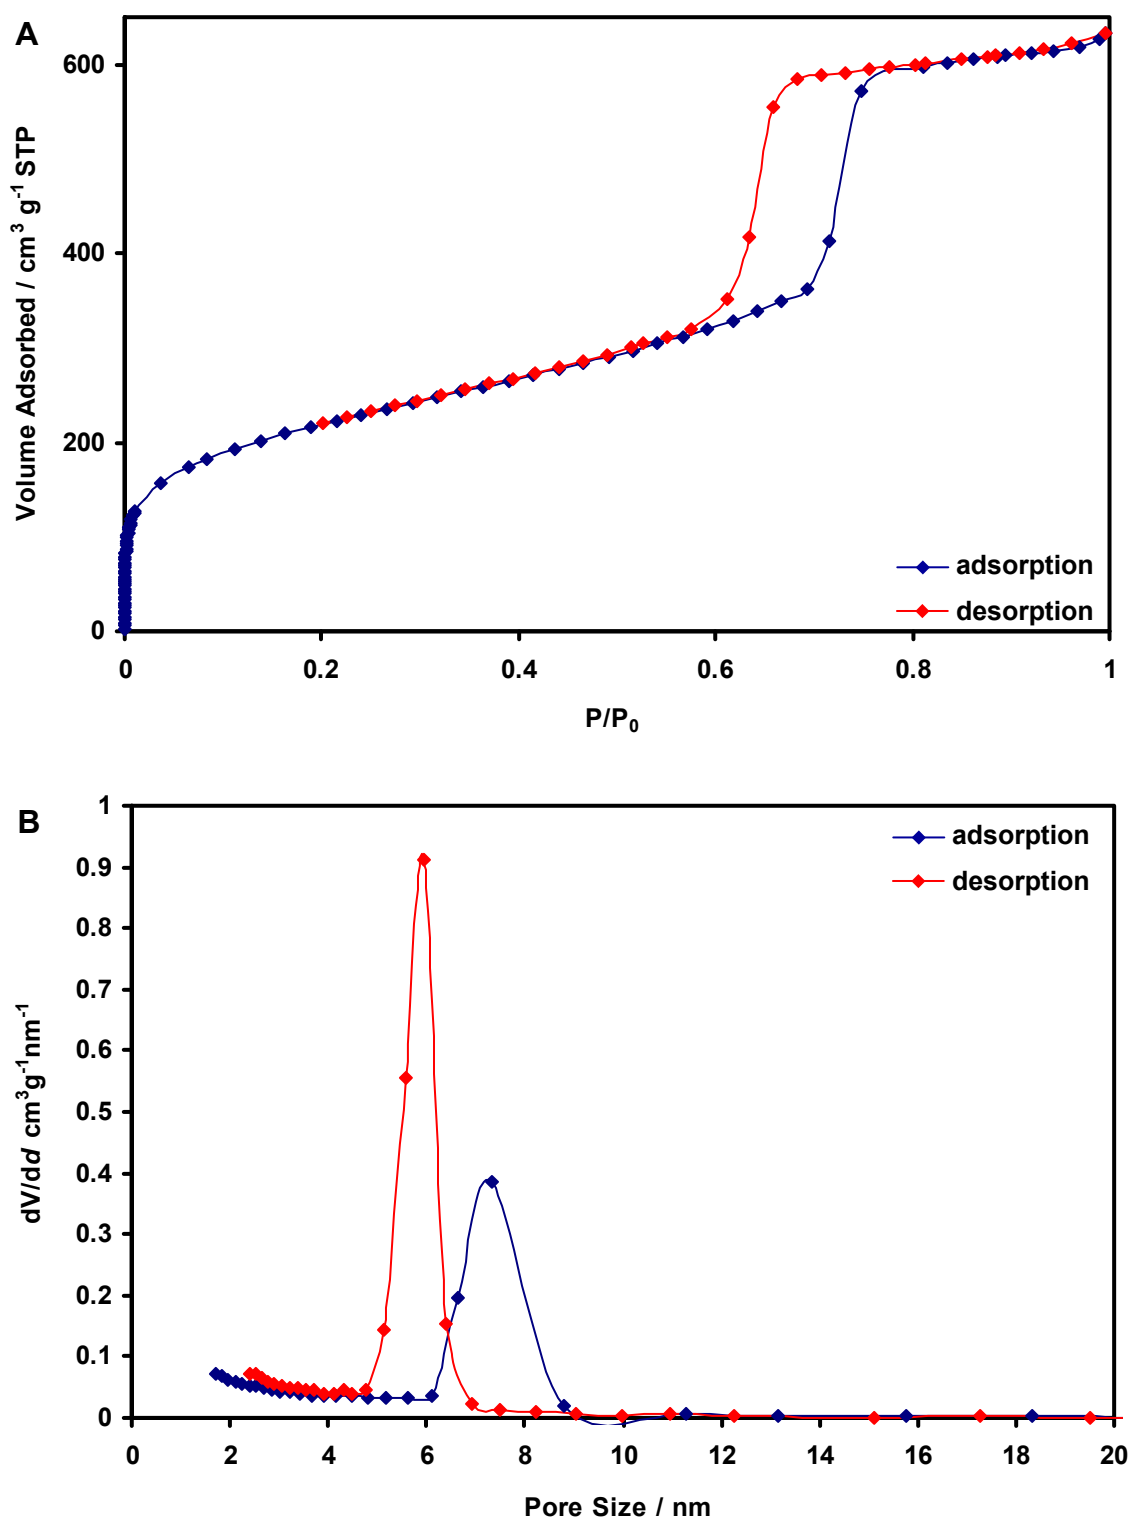 A
Volume Adsorbed / cm³ g⁻¹ STP
600
400
200
0
adsorption
desorption
0 0.2 0.4 0.6 0.8 1
P/P₀
B
dV/dd cm³g⁻¹nm⁻¹
1
0.9
0.8
0.7
0.6
0.5
0.4
0.3
0.2
0.1
0
adsorption
desorption
0 2 4 6 8 10 12 14 16 18 20
Pore Size / nm